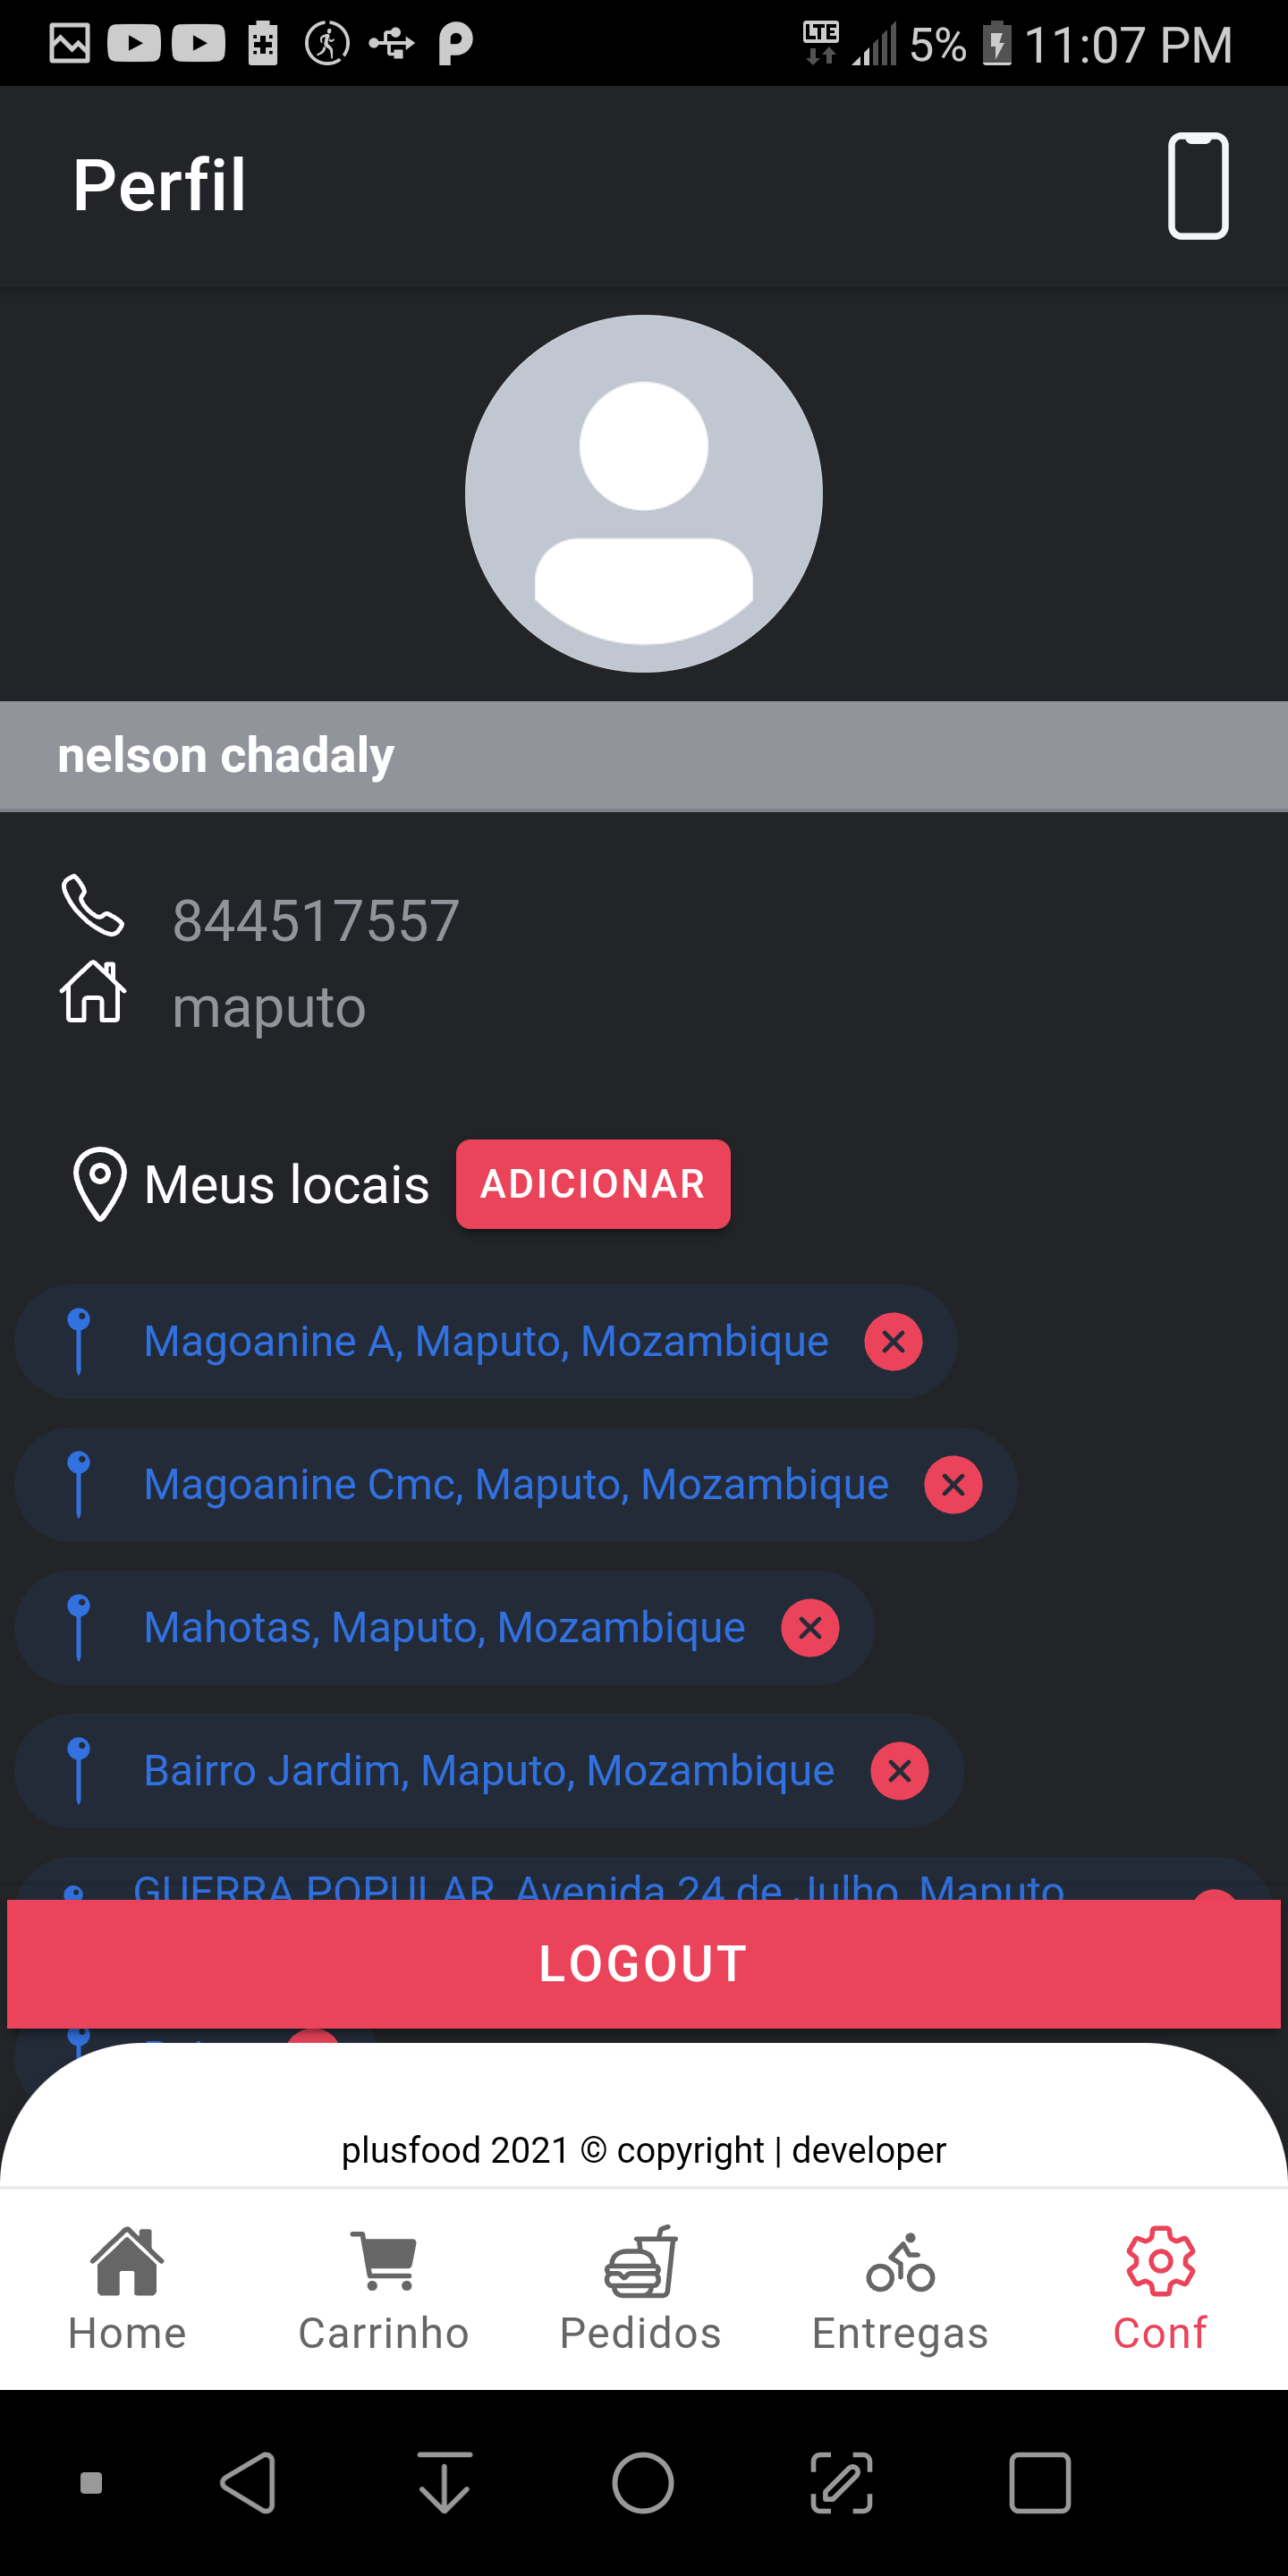 LTE 5% 11:07 PM
Perfil
nelson chadaly
844517557
maputo
Meus locais ADICIONAR
Magoanine A, Maputo, Mozambique
Magoanine Cmc, Maputo, Mozambique
Mahotas, Maputo, Mozambique
Bairro Jardim, Maputo, Mozambique
GUERRA POPULAR, Avenida 24 de Julho, Maputo,
LOGOUT
plusfood 2021 © copyright | developer
Home Carrinho Pedidos Entregas Conf